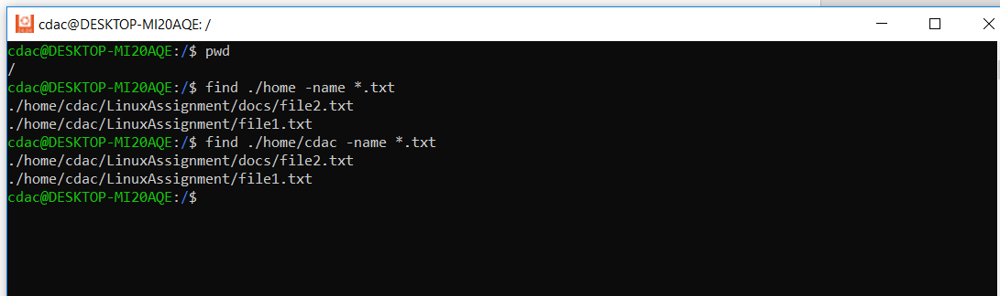 cdac@DESKTOP-MI20AQE: /
cdac@DESKTOP-MI20AQE:/$ pwd
/
cdac@DESKTOP-MI20AQE:/$ find ./home -name *.txt
./home/cdac/LinuxAssignment/docs/file2.txt
./home/cdac/LinuxAssignment/file1.txt
cdac@DESKTOP-MI20AQE:/$ find ./home/cdac -name *.txt
./home/cdac/LinuxAssignment/docs/file2.txt
./home/cdac/LinuxAssignment/file1.txt
cdac@DESKTOP-MI20AQE:/$